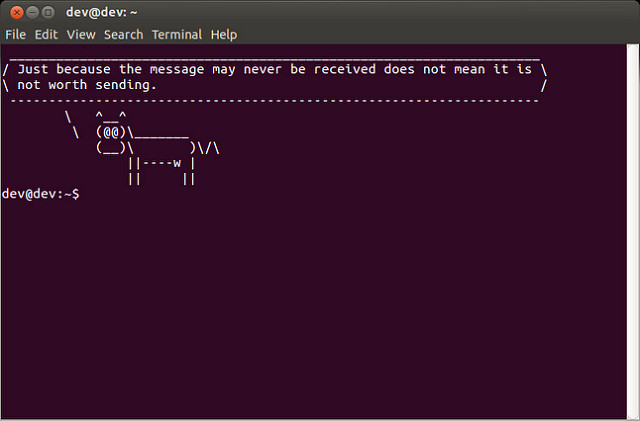 dev@dev: ~
File Edit View Search Terminal Help
 ____________________________________________________________________
/ Just because the message may never be received does not mean it is \
\ not worth sending.                                                 /
 --------------------------------------------------------------------
        \   ^__^
         \  (@@)\_______
            (__)\       )\/\
                ||----w |
                ||     ||
dev@dev:~$